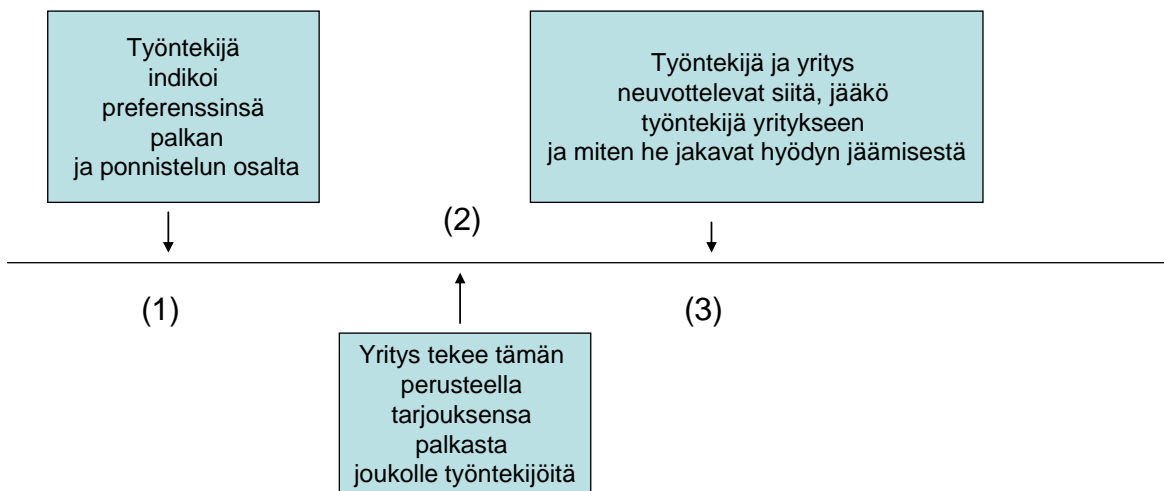 Työntekijä
indikoi
preferenssinsä
palkan
ja ponnistelun osalta
(1)
(2)
Yritys tekee tämän
perusteella
tarjouksensa
palkasta
joukolle työntekijöitä
Työntekijä ja yritys
neuvottelevat siitä, jääkö
työntekijä yritykseen
ja miten he jakavat hyödyn jäämisestä
(3)